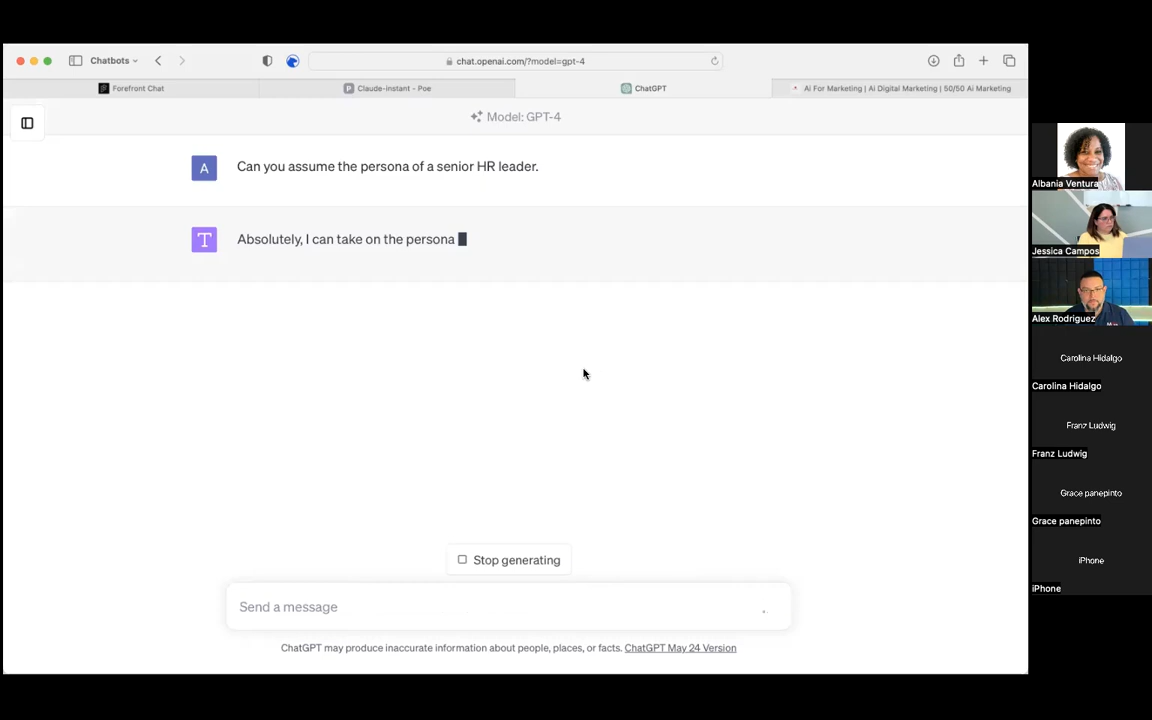 Chatbots
chat.openai.com/?model=gpt-4
Forefront Chat
Claude-instant - Poe
ChatGPT
Ai For Marketing | Ai Digital Marketing | 50/50 Ai Marketing
Model: GPT-4
A
Can you assume the persona of a senior HR leader.
T
Absolutely, I can take on the persona
Stop generating
Send a message
ChatGPT may produce inaccurate information about people, places, or facts. ChatGPT May 24 Version
Albania Ventura
Jessica Campos
Alex Rodriguez
Carolina Hidalgo
Carolina Hidalgo
Franz Ludwig
Franz Ludwig
Grace panepinto
Grace panepinto
iPhone
iPhone